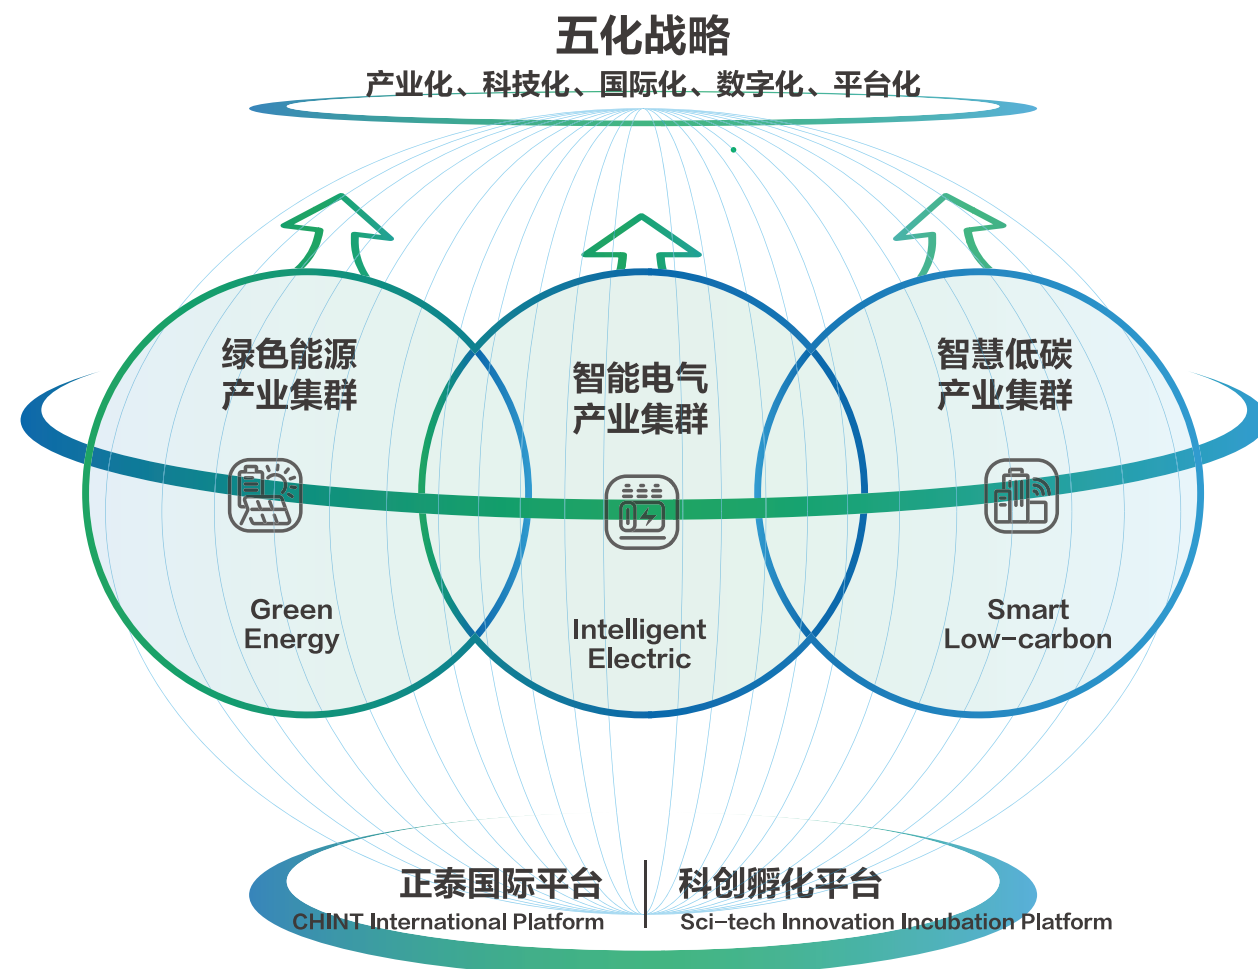 五化战略
产业化、科技化、国际化、数字化、平台化
绿色能源
产业集群
Green
Energy
智能电气
产业集群
Intelligent
Electric
智慧低碳
产业集群
Smart
Low-carbon
正泰国际平台
CHINT International Platform
科创孵化平台
Sci-tech Innovation Incubation Platform